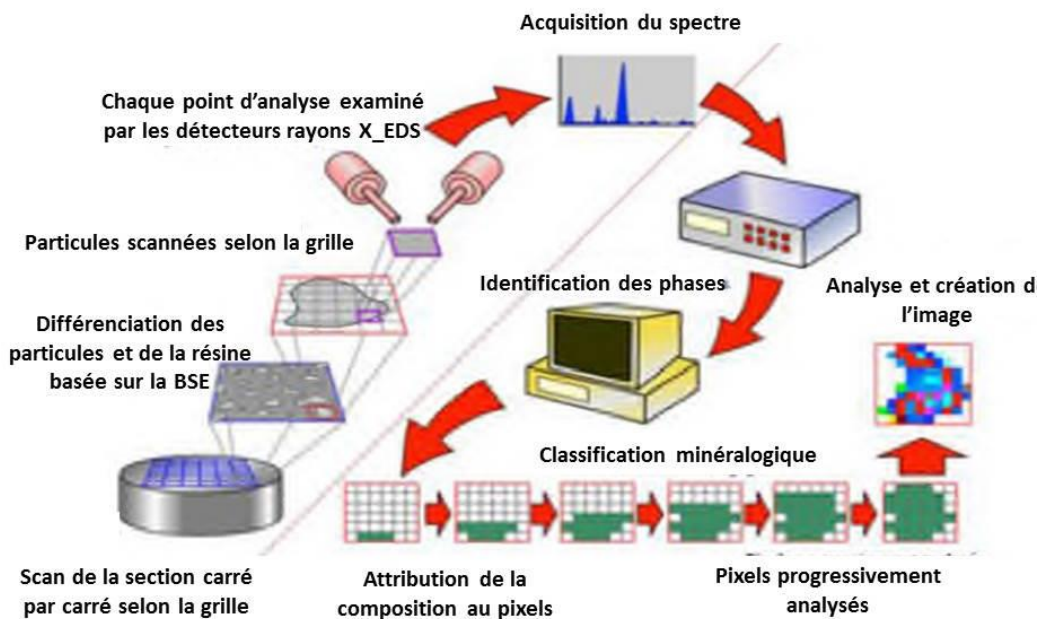 Acquisition du spectre
Chaque point d'analyse examiné
par les détecteurs rayons X_EDS
Particules scannées selon la grille
Identification des phases
Analyse et création de
l'image
Différenciation des
particules et de la résine
basée sur la BSE
Classification minéralogique
Scan de la section carré
par carré selon la grille
Attribution de la
composition au pixels
Pixels progressivement
analysés